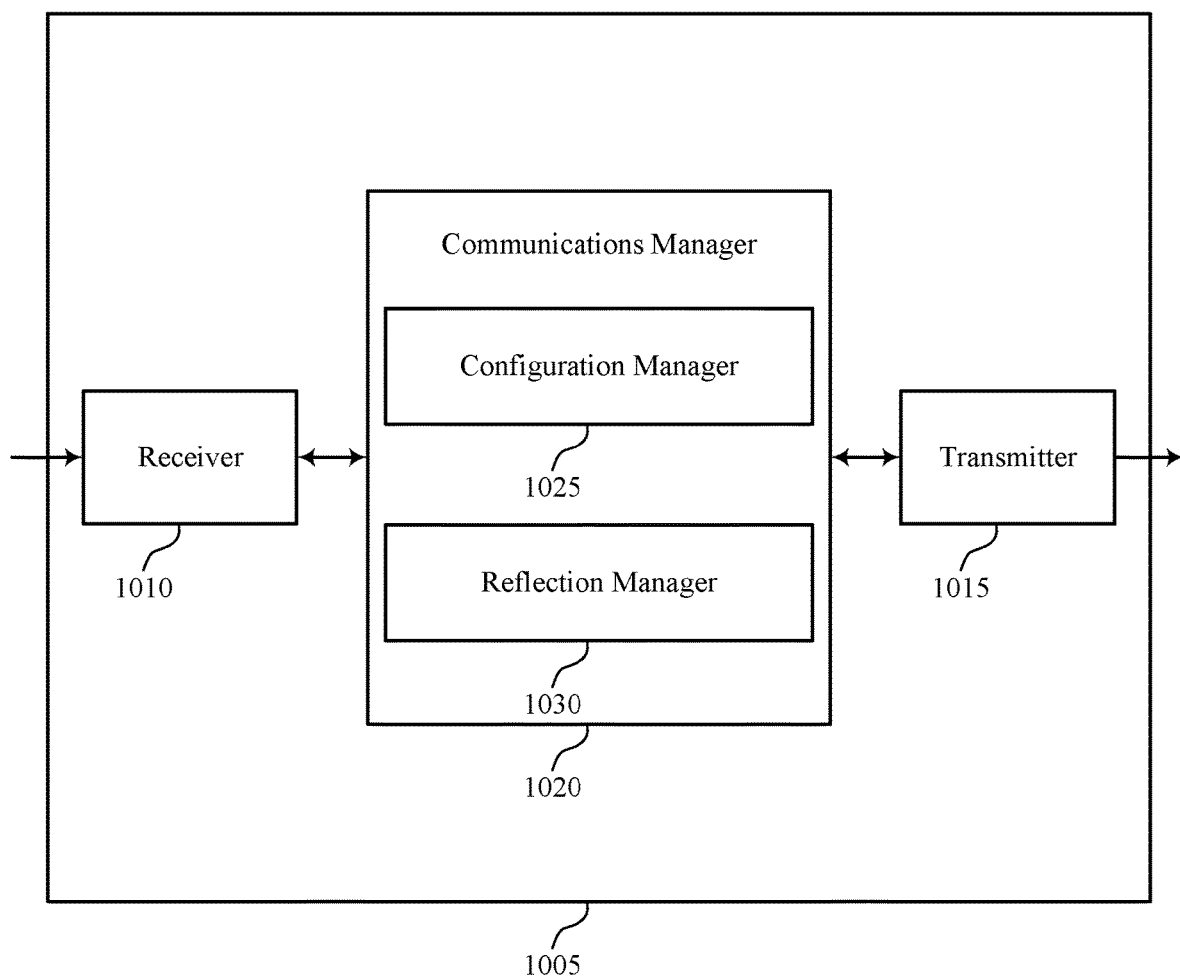 Communications Manager
Configuration Manager
1025
Receiver
1010
Transmitter
1015
Reflection Manager
1030
1020
1005